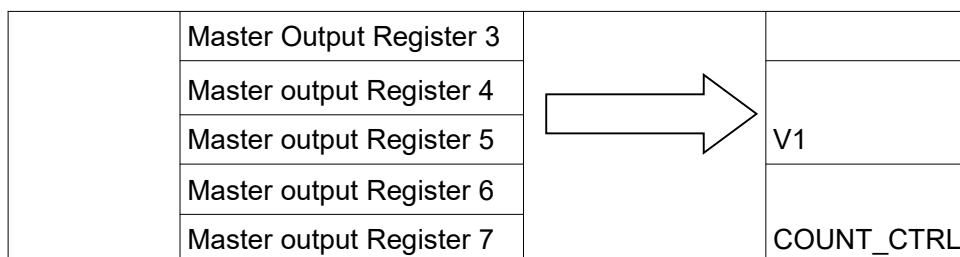 Master Output Register 3
Master output Register 4
Master output Register 5
V1
Master output Register 6
Master output Register 7
COUNT_CTRL